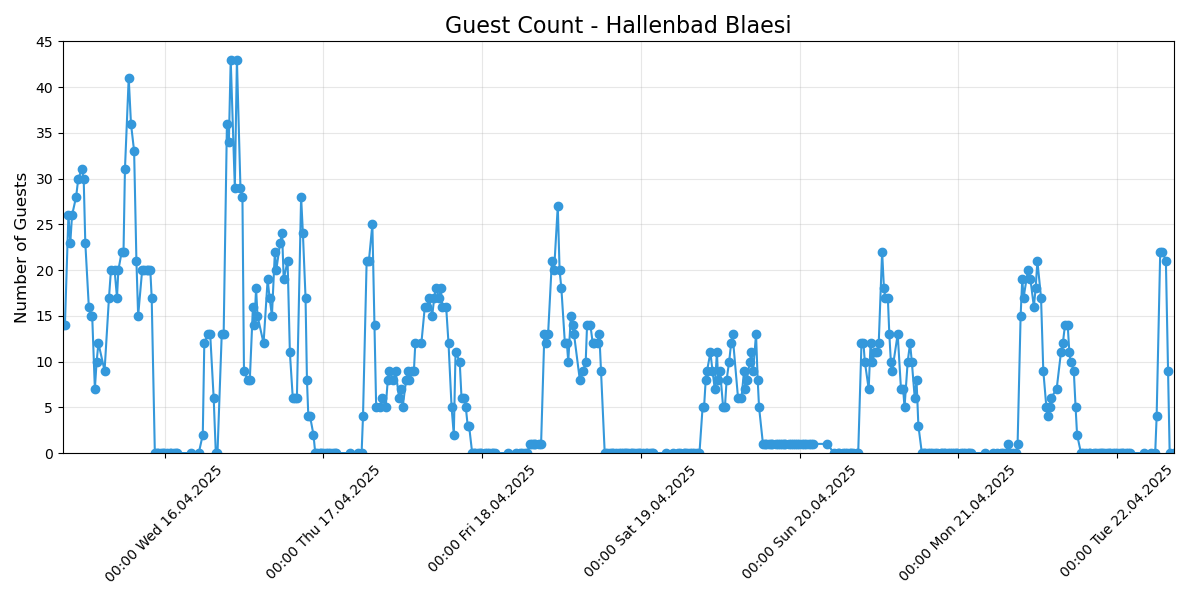 Guest Count - Hallenbad Blaesi
Number of Guests
45
40
35
30
25
20
15
10
5
0
00:00 Wed 16.04.2025
00:00 Thu 17.04.2025
00:00 Fri 18.04.2025
00:00 Sat 19.04.2025
00:00 Sun 20.04.2025
00:00 Mon 21.04.2025
00:00 Tue 22.04.2025